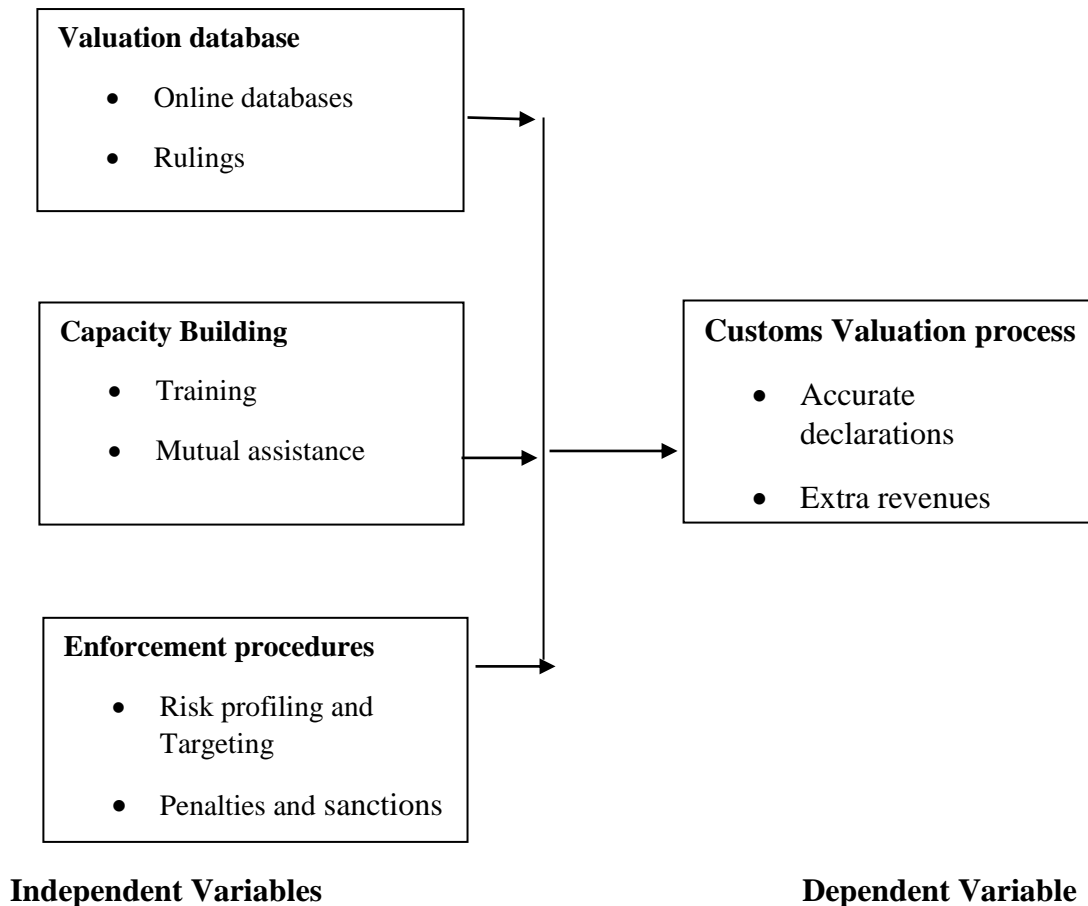 Valuation database
• Online databases
• Rulings
Capacity Building
• Training
• Mutual assistance
Customs Valuation process
• Accurate
declarations
• Extra revenues
Enforcement procedures
• Risk profiling and
Targeting
• Penalties and sanctions
Independent Variables
Dependent Variable